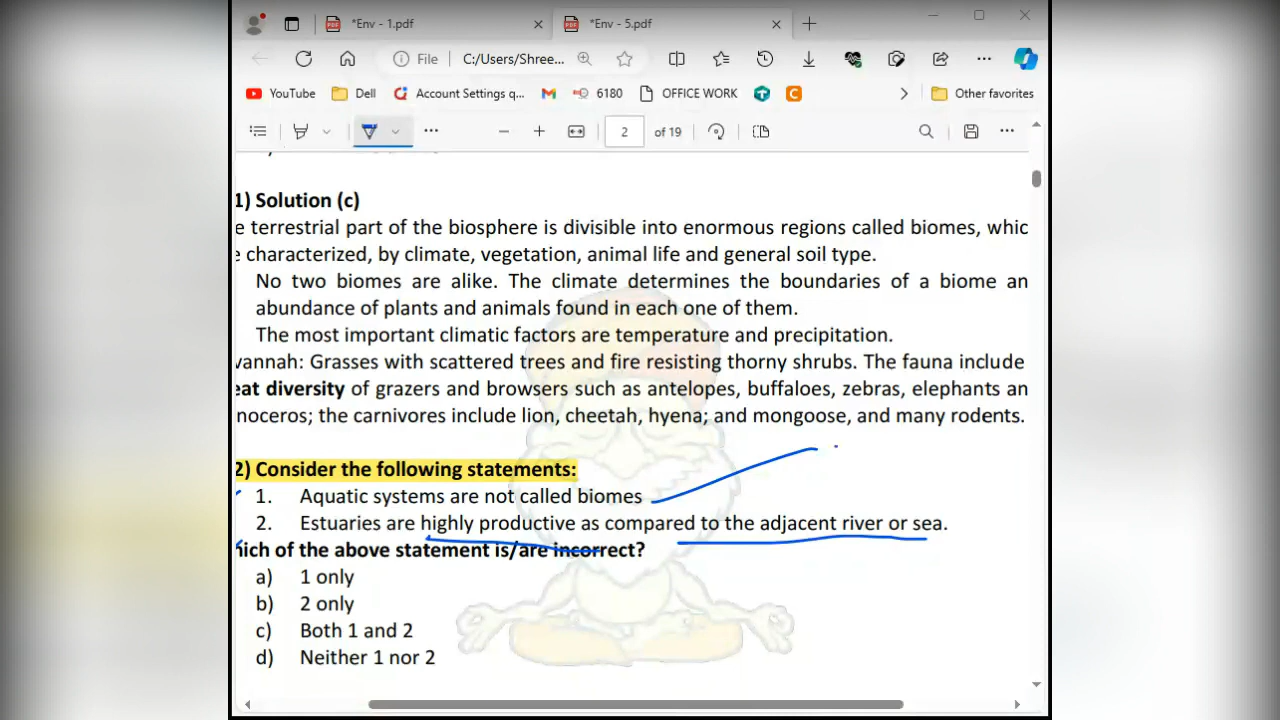 *Env - 1.pdf
*Env - 5.pdf
File C:/Users/Shree...
YouTube Dell Account Settings q... 6180 OFFICE WORK Other favorites
2 of 19
1) Solution (c)
e terrestrial part of the biosphere is divisible into enormous regions called biomes, whic
e characterized, by climate, vegetation, animal life and general soil type.
No two biomes are alike. The climate determines the boundaries of a biome an
abundance of plants and animals found in each one of them.
The most important climatic factors are temperature and precipitation.
vannah: Grasses with scattered trees and fire resisting thorny shrubs. The fauna include
eat diversity of grazers and browsers such as antelopes, buffaloes, zebras, elephants an
noceros; the carnivores include lion, cheetah, hyena; and mongoose, and many rodents.
2) Consider the following statements:
1. Aquatic systems are not called biomes
2. Estuaries are highly productive as compared to the adjacent river or sea.
hich of the above statement is/are incorrect?
a) 1 only
b) 2 only
c) Both 1 and 2
d) Neither 1 nor 2